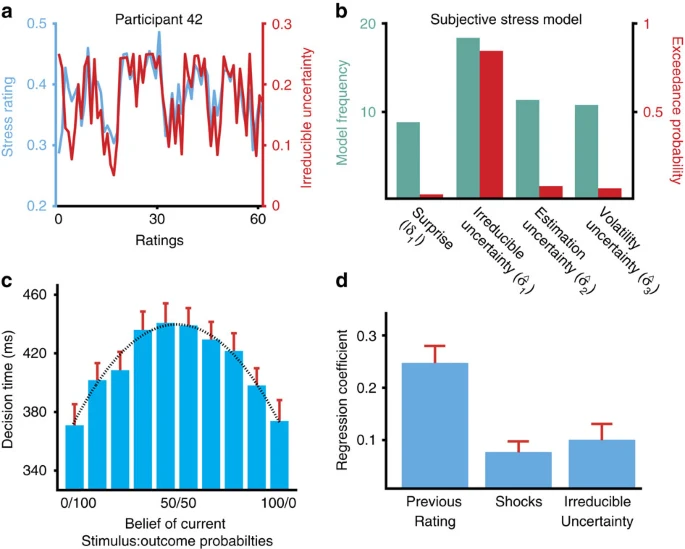 a
Participant 42
0.5
0.4
0.3
0.2
Stress rating
0.3
0.2
0.1
0
Irreducible uncertainty
0
30
60
Ratings
b
Subjective stress model
20
10
Model frequency
1
0.5
Exceedance probability
Surprise
(|δ₁|)
Irreducible
uncertainty (σ̂₁)
Estimation
uncertainty (σ̂₂)
Volatility
uncertainty (σ̂₃)
c
460
420
380
340
Decision time (ms)
0/100
50/50
100/0
Belief of current
Stimulus:outcome probabilties
d
0.3
0.2
0.1
Regression coefficient
Previous
Rating
Shocks
Irreducible
Uncertainty